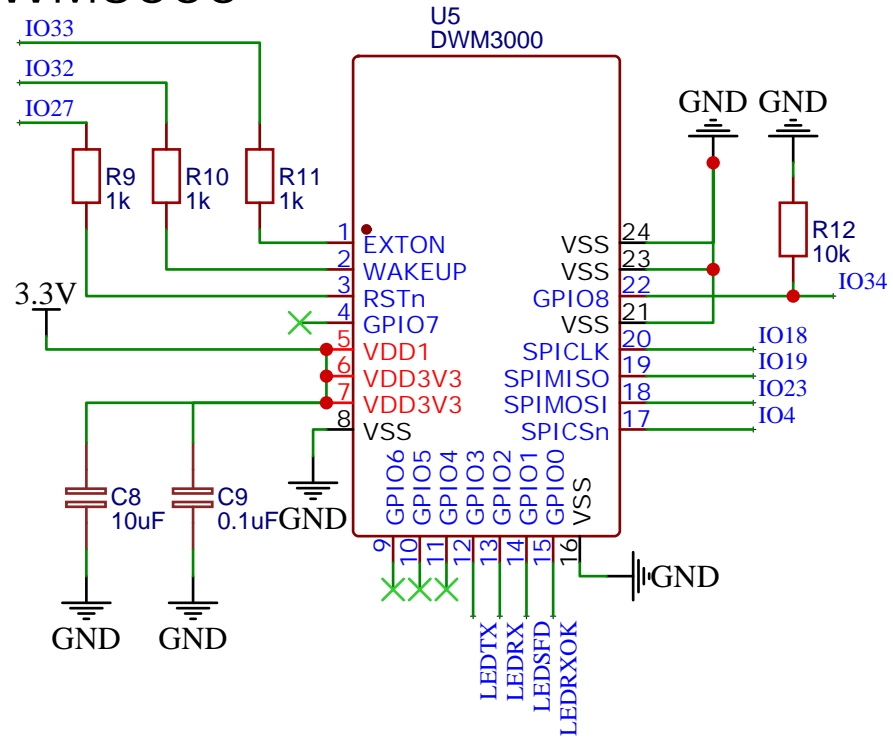 U5
DWM3000
IO33
IO32
IO27
R9
1k
R10
1k
R11
1k
GND
GND
R12
10k
IO34
3.3V
1
EXTON
2
WAKEUP
3
RSTn
4
GPIO7
5
VDD1
6
VDD3V3
7
VDD3V3
8
VSS
24
VSS
23
VSS
22
GPIO8
21
VSS
20
SPICLK
IO18
19
SPIMISO
IO19
18
SPIMOSI
IO23
17
SPICSn
IO4
GPIO6
GPIO5
GPIO4
GPIO3
GPIO2
GPIO1
GPIO0
VSS
9
10
11
12
13
14
15
16
C8
10uF
C9
0.1uF
GND
GND
GND
GND
LEDTX
LEDRX
LEDSFD
LEDRXOK